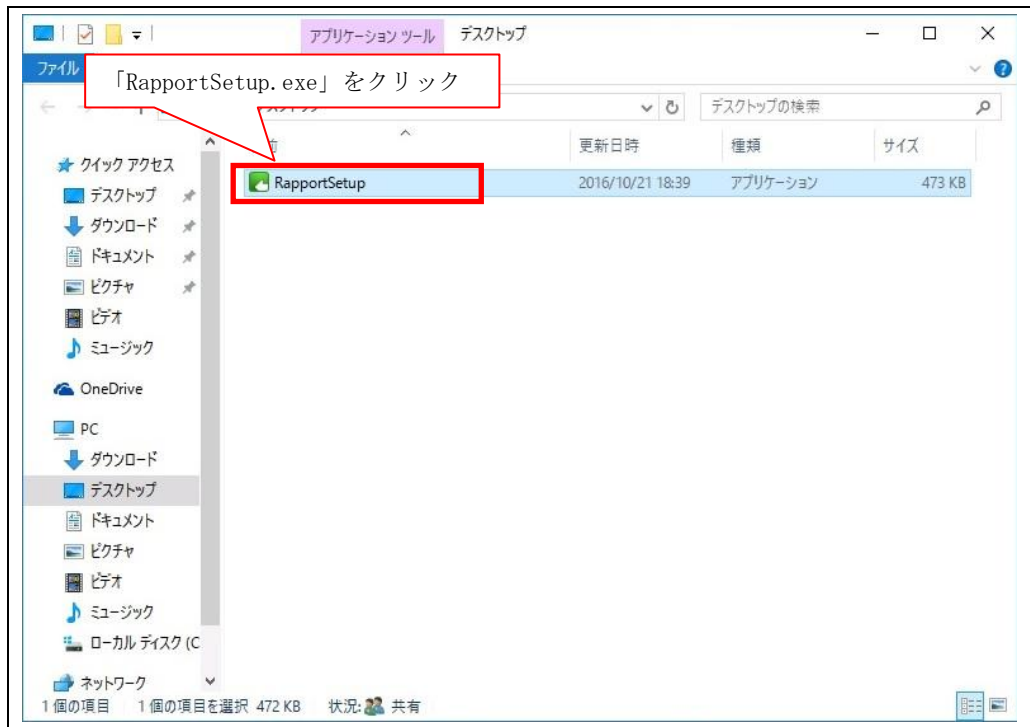 アプリケーション ツール デスクトップ
ファイル
「RapportSetup.exe」をクリック
デスクトップの検索
更新日時 種類 サイズ
クイック アクセス
RapportSetup 2016/10/21 18:39 アプリケーション 473 KB
デスクトップ
ダウンロード
ドキュメント
ピクチャ
ビデオ
ミュージック
OneDrive
PC
ダウンロード
デスクトップ
ドキュメント
ピクチャ
ビデオ
ミュージック
ローカル ディスク (C
ネットワーク
1 個の項目 1 個の項目を選択 472 KB 状況: 共有